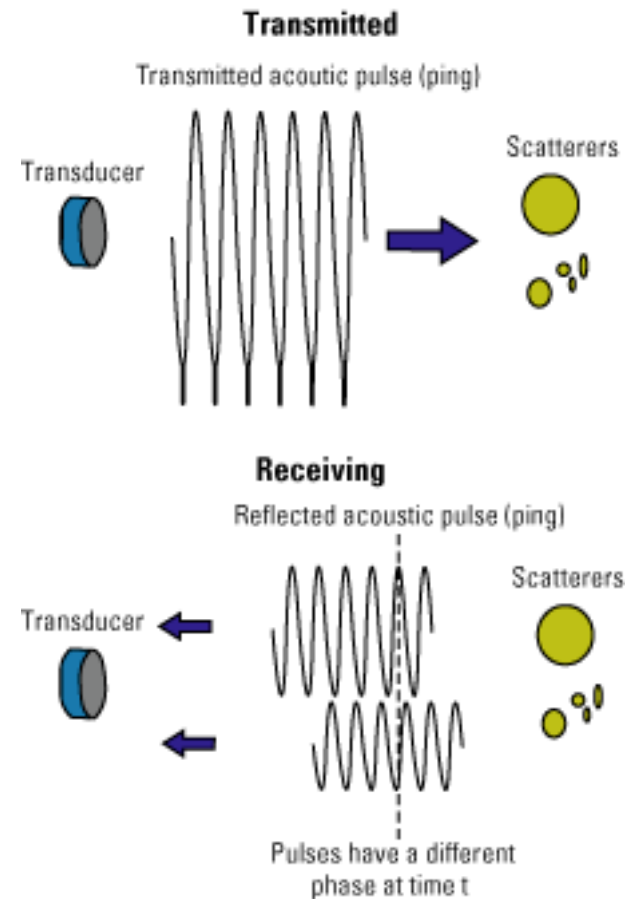 Transmitted
Transmitted acoutic pulse (ping)
Transducer
Scatterers
Receiving
Reflected acoustic pulse (ping)
Transducer
Scatterers
Pulses have a different
phase at time t